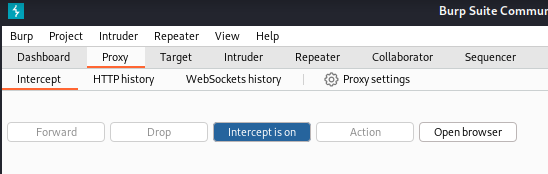 Burp Suite Commu
Burp Project Intruder Repeater View Help
Dashboard Proxy Target Intruder Repeater Collaborator Sequencer
Intercept HTTP history WebSockets history Proxy settings
Forward Drop Intercept is on Action Open browser